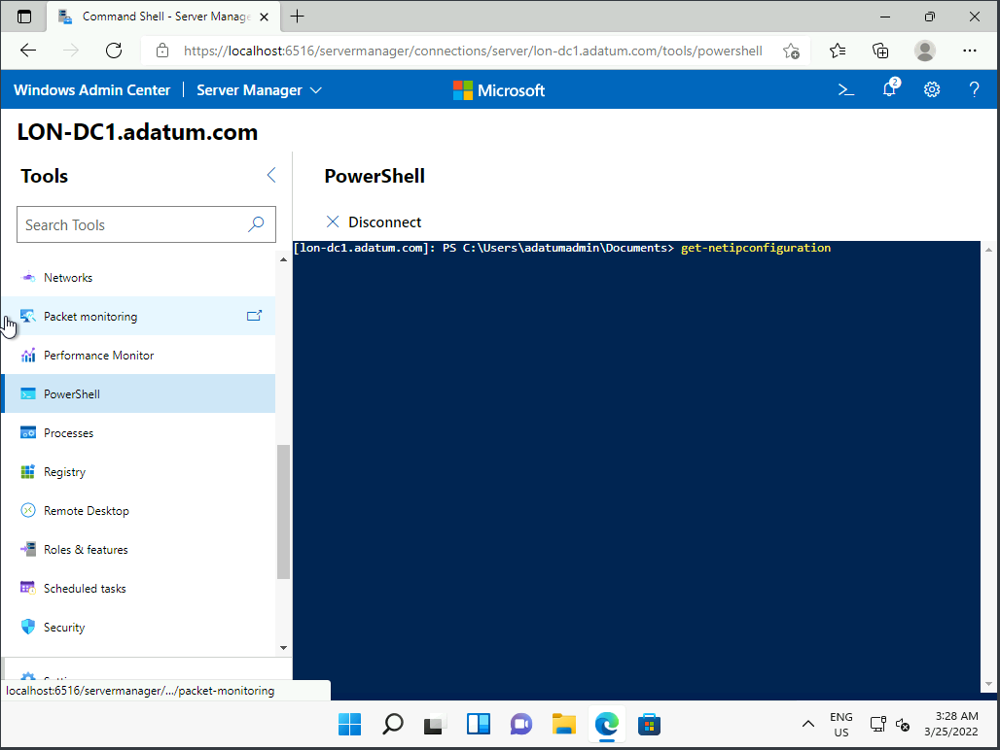 Command Shell - Server Manage
https://localhost:6516/servermanager/connections/server/lon-dc1.adatum.com/tools/powershell
Windows Admin Center | Server Manager
Microsoft
2
LON-DC1.adatum.com
Tools
Search Tools
Networks
Packet monitoring
Performance Monitor
PowerShell
Processes
Registry
Remote Desktop
Roles & features
Scheduled tasks
Security
localhost:6516/servermanager/.../packet-monitoring
PowerShell
Disconnect
[lon-dc1.adatum.com]: PS C:\Users\adatumadmin\Documents> get-netipconfiguration
ENG
US
3:28 AM
3/25/2022